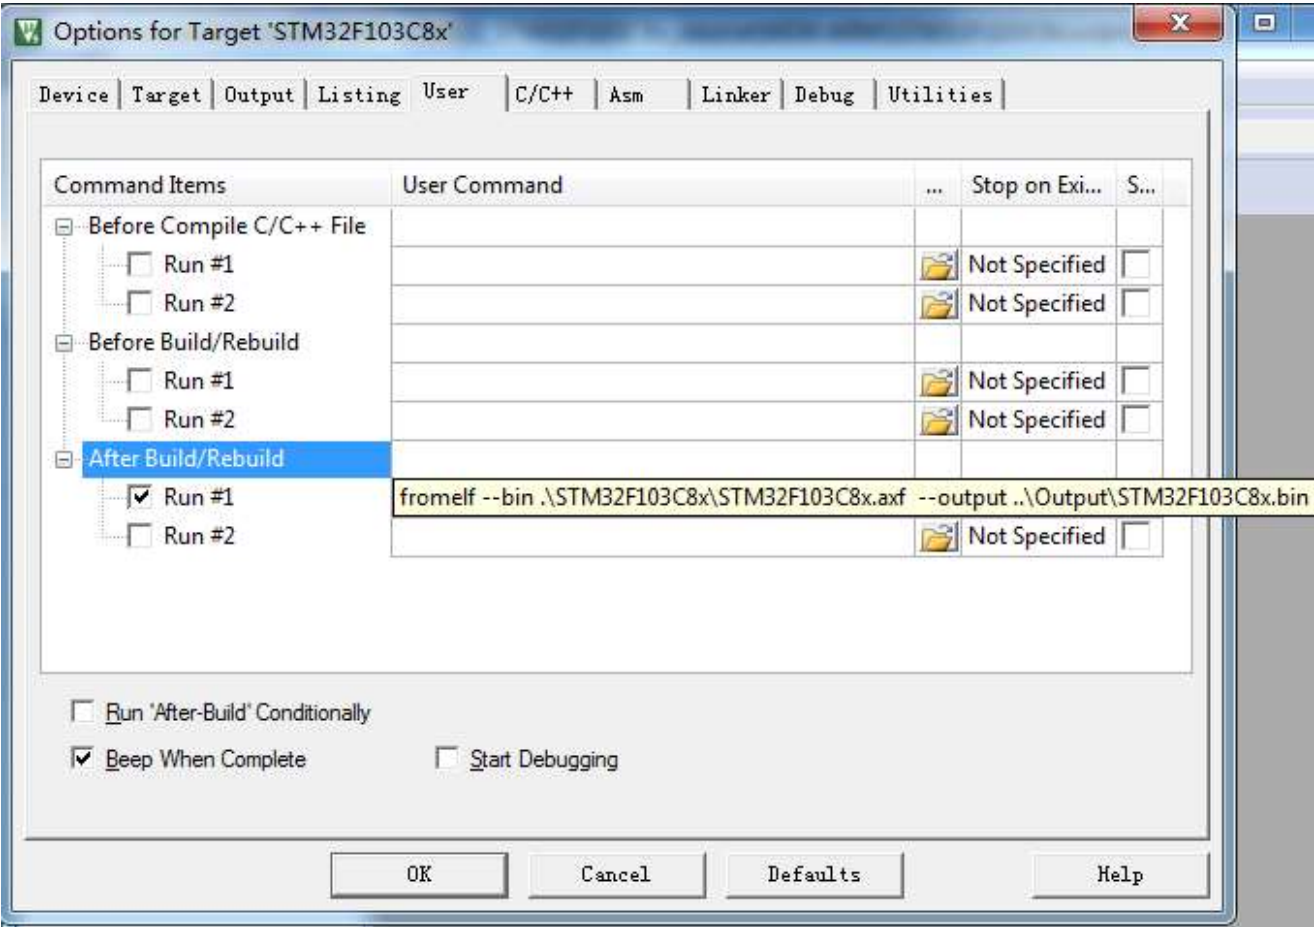 Options for Target 'STM32F103C8x'
Device Target Output Listing User C/C++ Asm Linker Debug Utilities
Command Items User Command ... Stop on Exi... S...
Before Compile C/C++ File
Run #1 Not Specified
Run #2 Not Specified
Before Build/Rebuild
Run #1 Not Specified
Run #2 Not Specified
After Build/Rebuild
Run #1 fromelf --bin .\STM32F103C8x\STM32F103C8x.axf --output ..\Output\STM32F103C8x.bin
Run #2 Not Specified
Run 'After-Build' Conditionally
Beep When Complete Start Debugging
OK Cancel Defaults Help